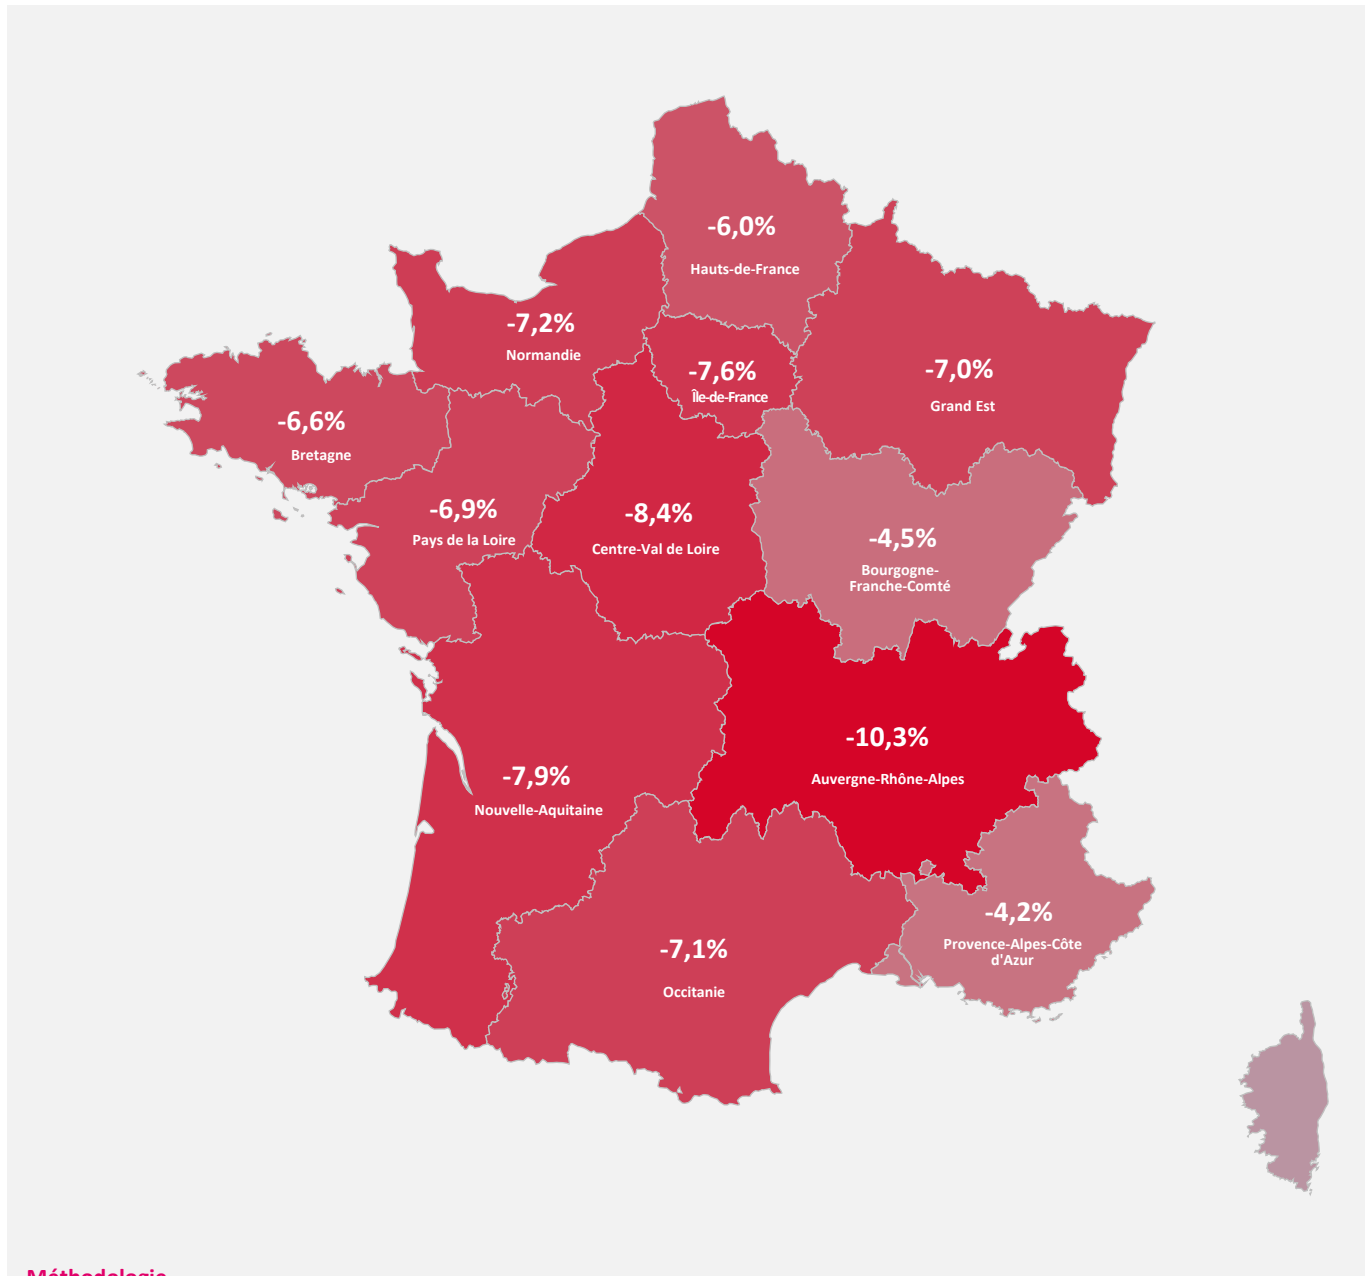 -6,0%
Hauts-de-France
-7,2%
Normandie
-7,6%
Île-de-France
-7,0%
Grand Est
-6,6%
Bretagne
-6,9%
Pays de la Loire
-8,4%
Centre-Val de Loire
-4,5%
Bourgogne-
Franche-Comté
-10,3%
Auvergne-Rhône-Alpes
-7,9%
Nouvelle-Aquitaine
-4,2%
Provence-Alpes-Côte
d'Azur
-7,1%
Occitanie
Méthodologie